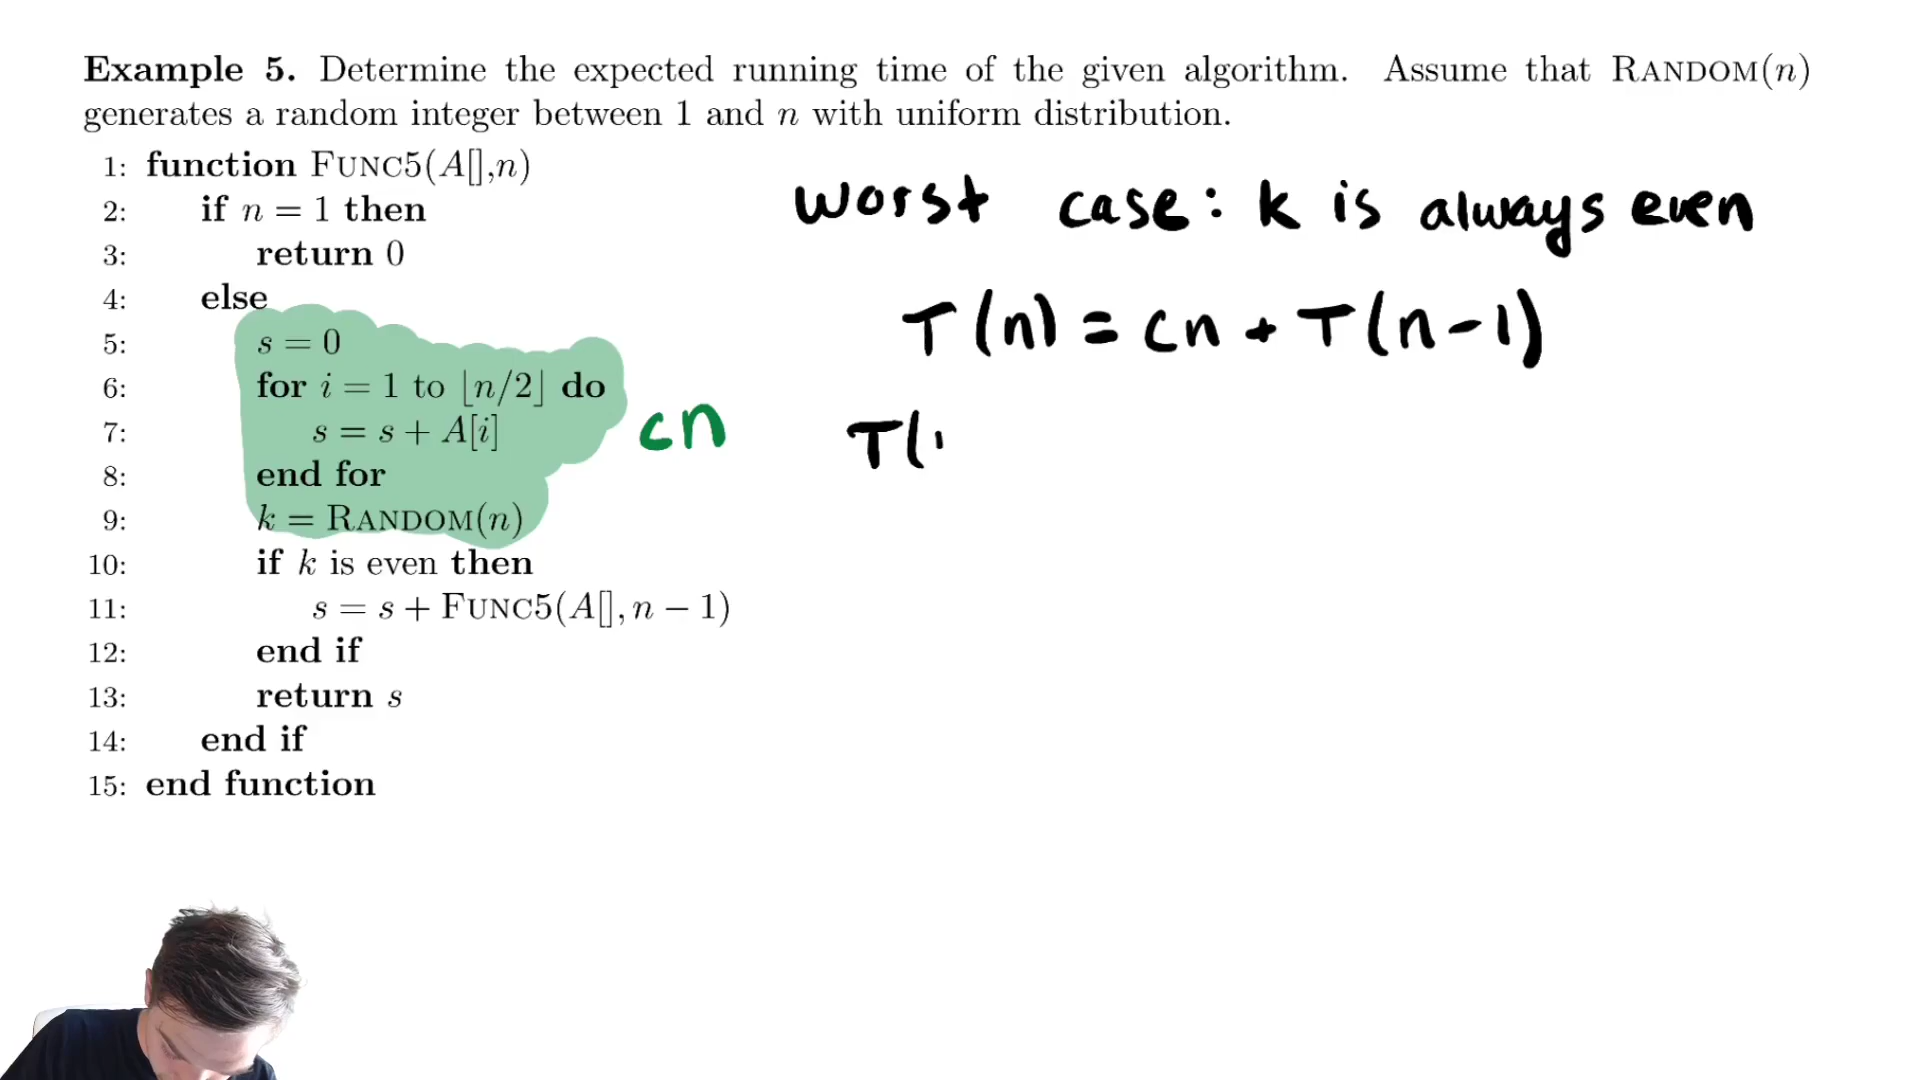 Example 5. Determine the expected running time of the given algorithm. Assume that RANDOM(n)
generates a random integer between 1 and n with uniform distribution.
1: function FUNC5(A[],n)
2: if n = 1 then
3: return 0
4: else
5: s = 0
6: for i = 1 to ⌊n/2⌋ do
7: s = s + A[i]
8: end for
9: k = RANDOM(n)
10: if k is even then
11: s = s + FUNC5(A[], n − 1)
12: end if
13: return s
14: end if
15: end function
cn
worst case: k is always even
T(n) = cn + T(n-1)
T(